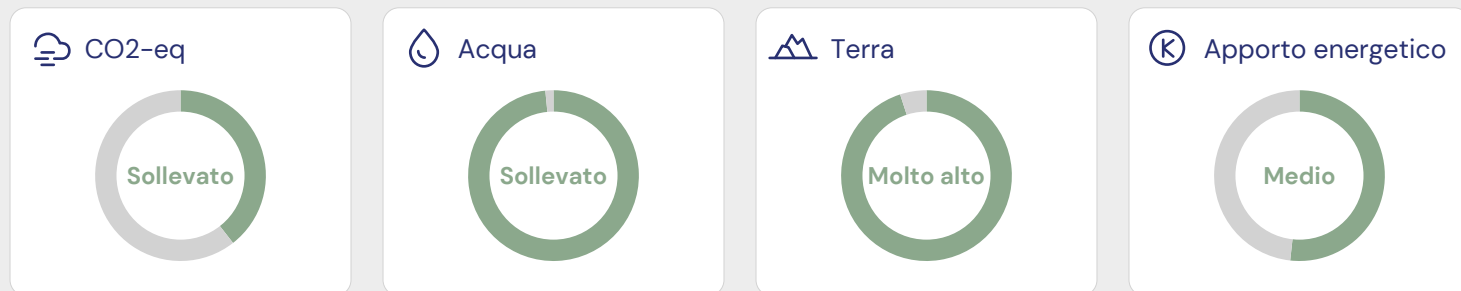 CO2-eq
Sollevato
Acqua
Sollevato
Terra
Molto alto
Apporto energetico
Medio